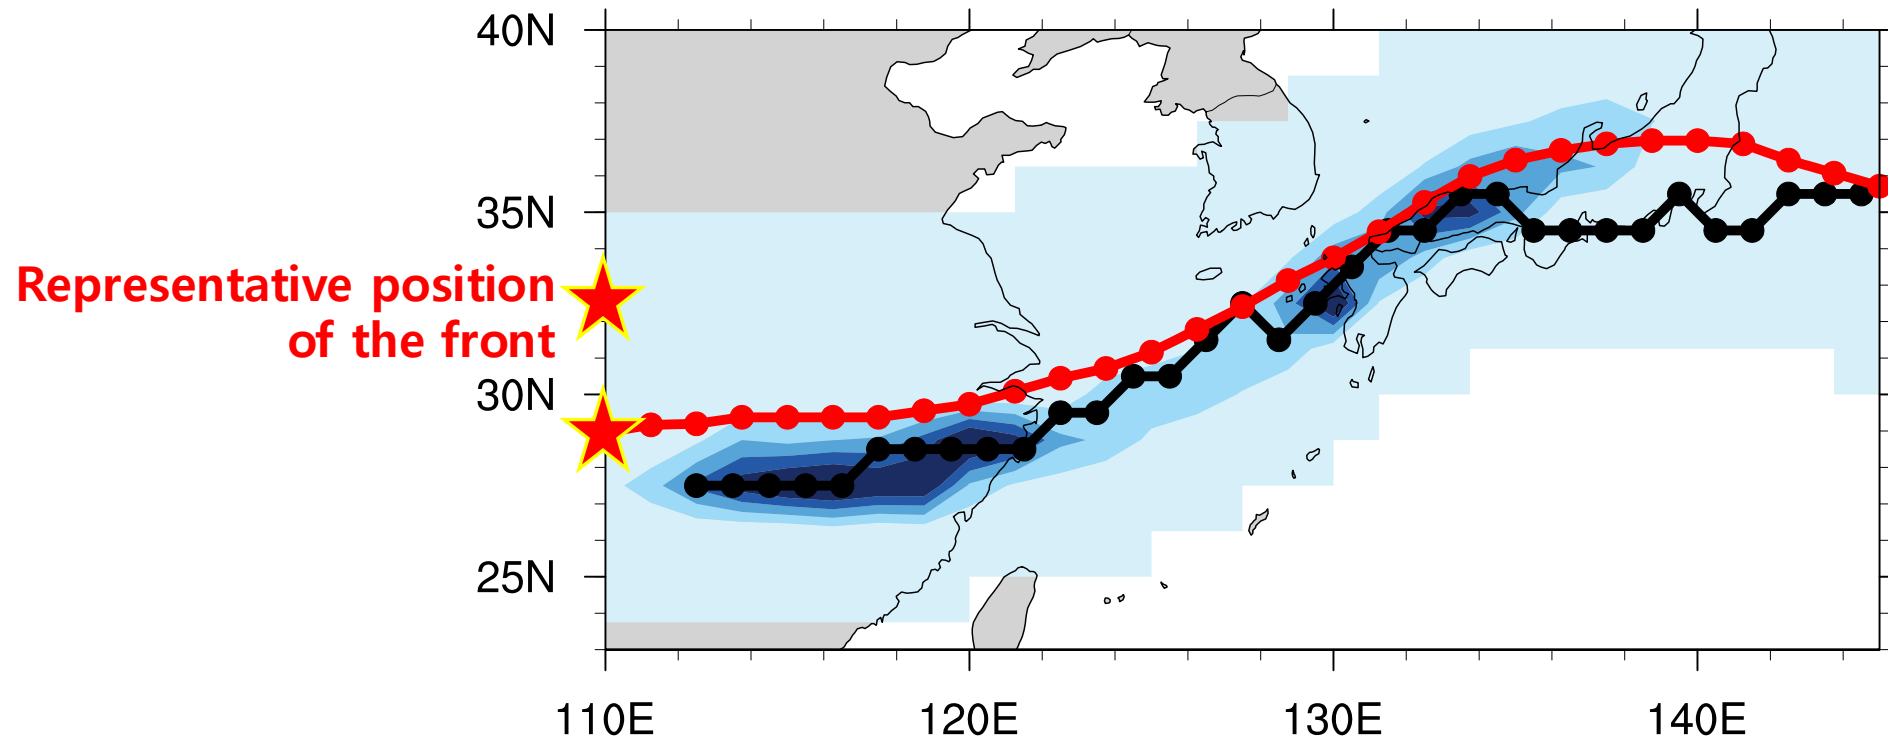 40N
35N
Representative position
of the front
30N
25N
110E 120E 130E 140E